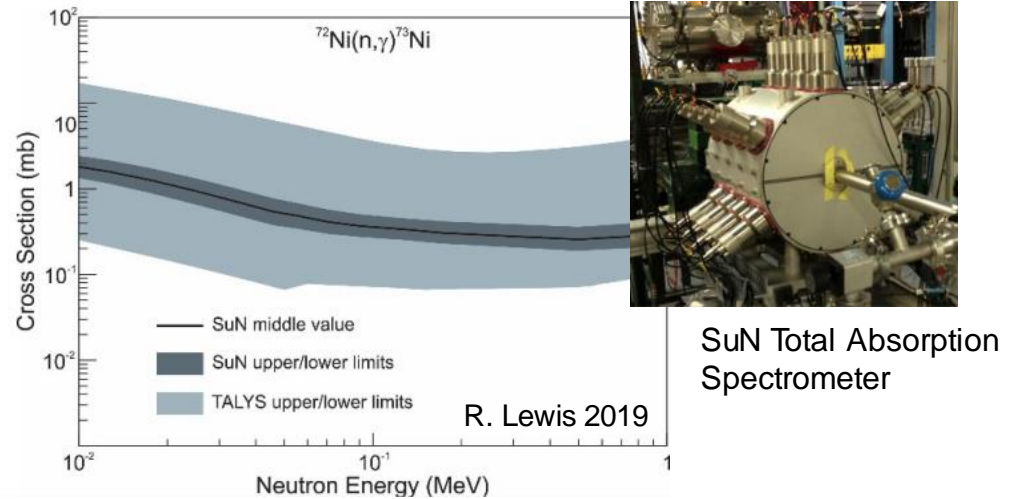 ⁷²Ni(n,γ)⁷³Ni
Cross Section (mb)
10²
10
1
10⁻¹
10⁻²
SuN middle value
SuN upper/lower limits
TALYS upper/lower limits
R. Lewis 2019
10⁻²
10⁻¹
1
Neutron Energy (MeV)
SuN Total Absorption
Spectrometer